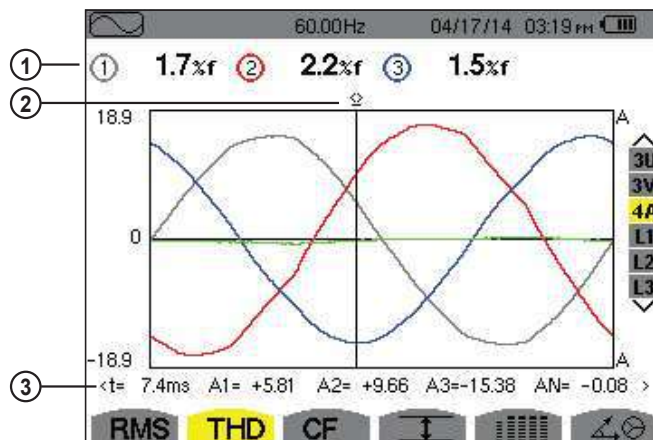 60.00Hz 04/17/14 03:19 PM
1 1 1.7%f 2 2.2%f 3 1.5%f
2
18.9 A
3U
3V
4A
0 L1
L2
L3
-18.9 A
3 <t= 7.4ms A1= +5.81 A2= +9.66 A3=-15.38 AN= -0.08 >
RMS THD CF